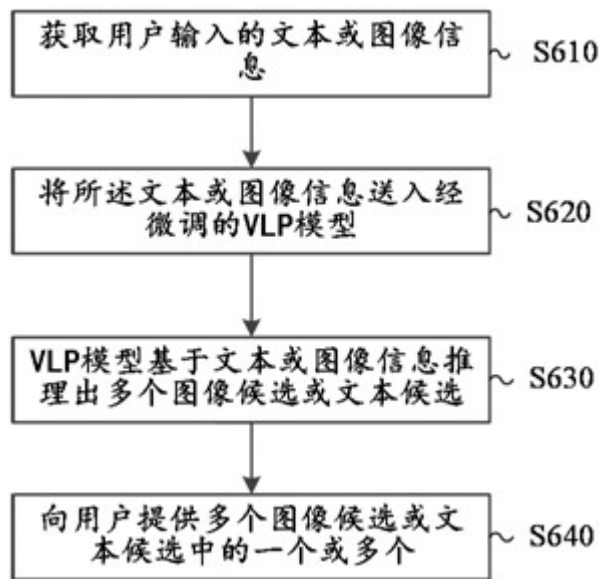 获取用户输入的文本或图像信
息
S610
将所述文本或图像信息送入经
微调的VLP模型
S620
VLP模型基于文本或图像信息推
理出多个图像候选或文本候选
S630
向用户提供多个图像候选或文
本候选中的一个或多个
S640